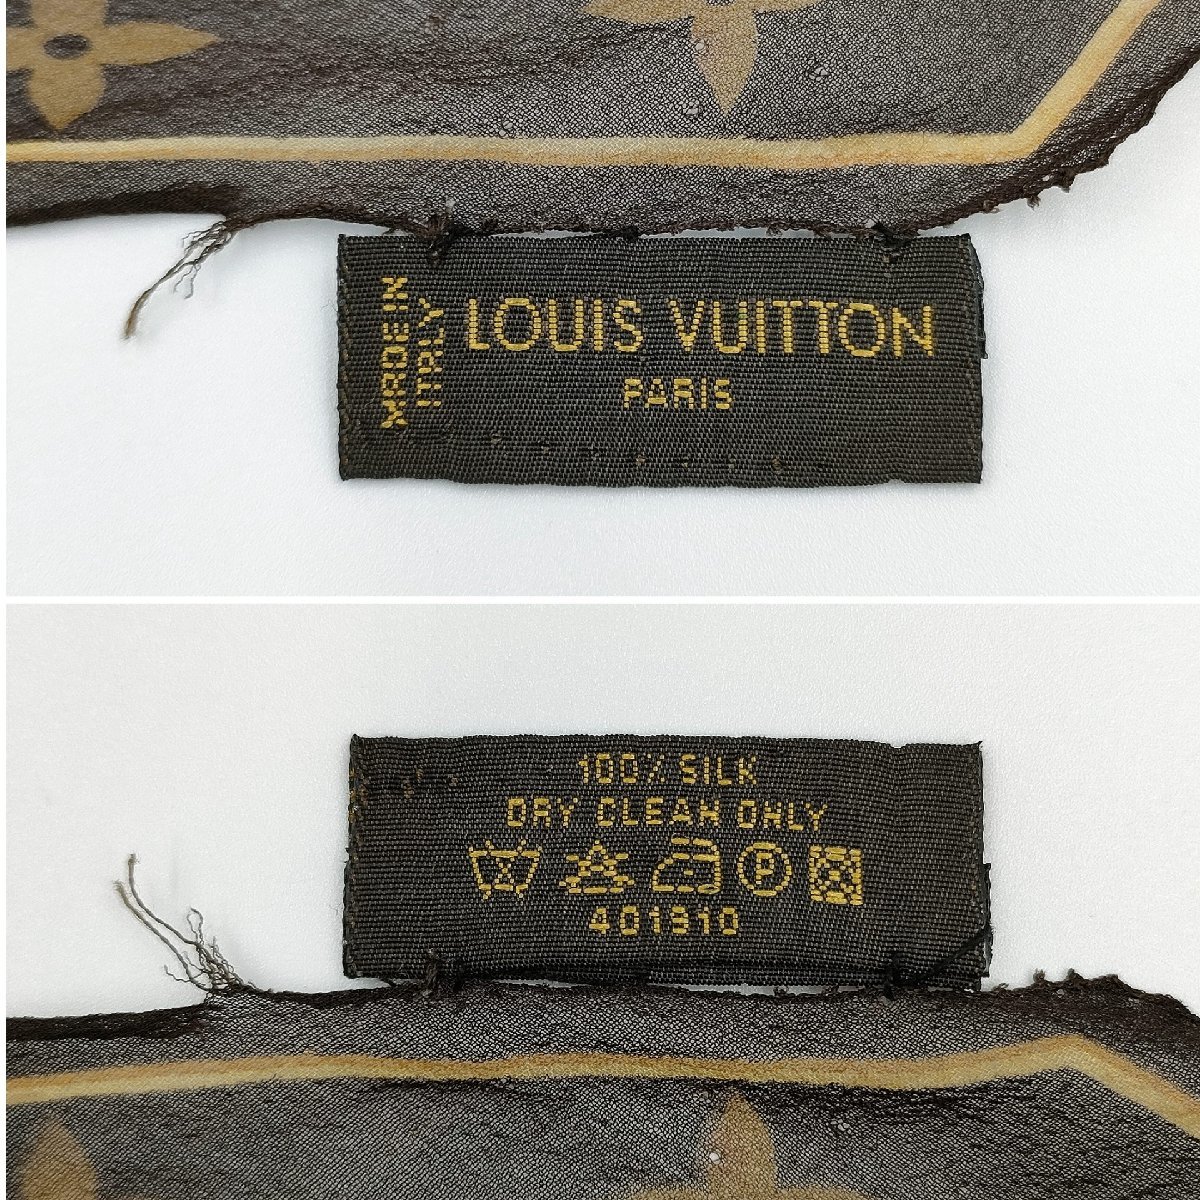 MADE IN
ITALY
LOUIS VUITTON
PARIS
100% SILK
DRY CLEAN ONLY
P
401310